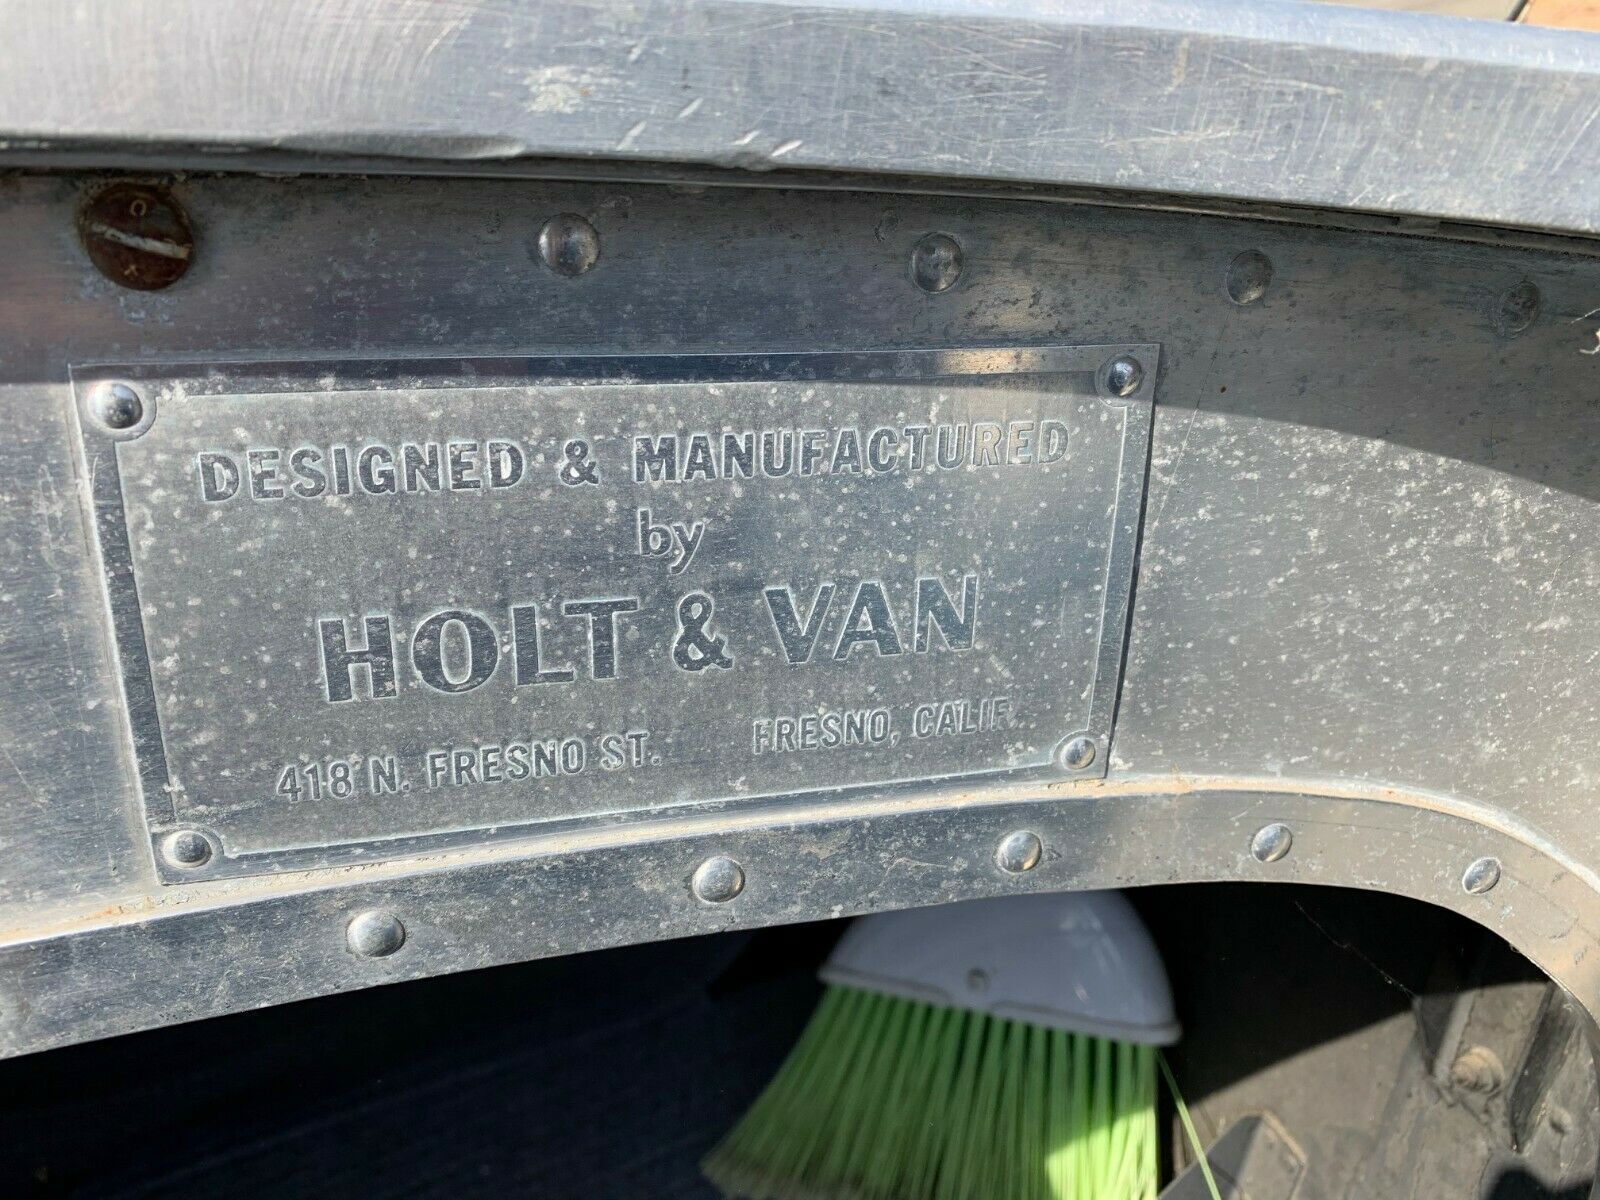 DESIGNED & MANUFACTURED
by
HOLT & VAN
418 N. FRESNO ST. FRESNO, CALIF